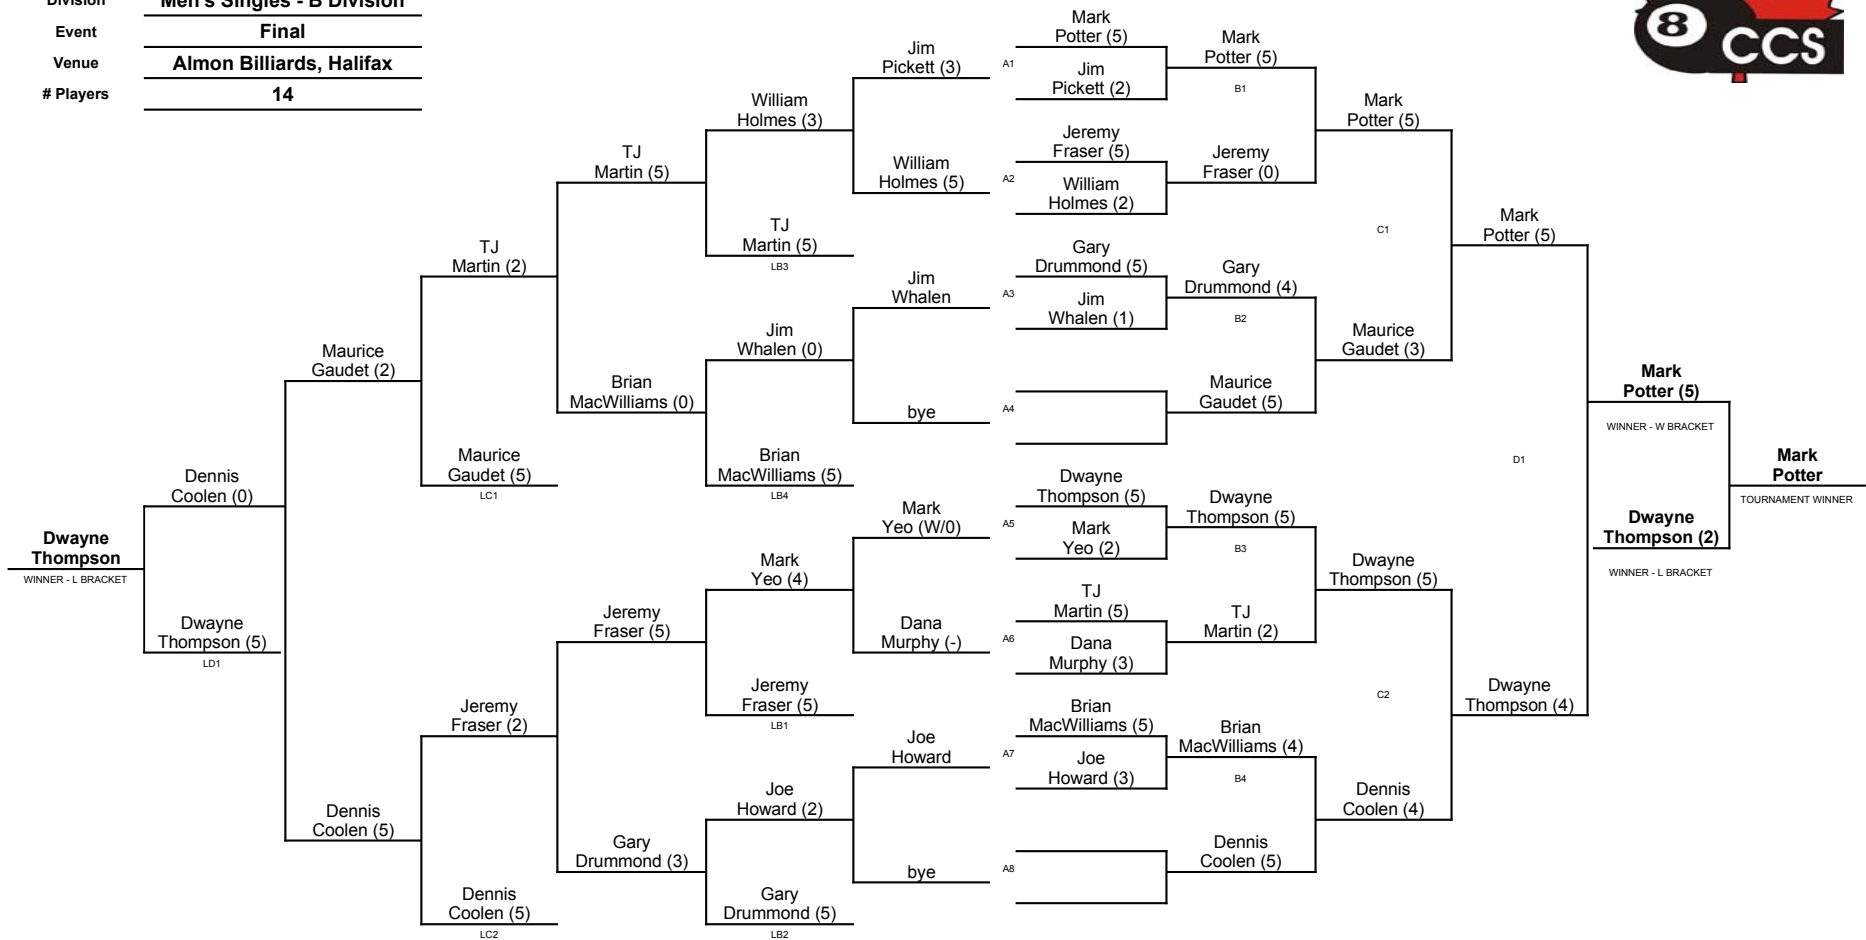 Division Men's Singles - B Division
Event Final
Venue Almon Billiards, Halifax
# Players 14
8
CCS
Dwayne
Thompson
WINNER - L BRACKET
Dennis
Coolen (0)
Dwayne
Thompson (5)
LD1
Maurice
Gaudet (2)
Dennis
Coolen (5)
TJ
Martin (2)
Maurice
Gaudet (5)
LC1
Jeremy
Fraser (2)
Dennis
Coolen (5)
LC2
TJ
Martin (5)
Brian
MacWilliams (0)
Jeremy
Fraser (5)
Gary
Drummond (3)
William
Holmes (3)
TJ
Martin (5)
LB3
Jim
Whalen (0)
Brian
MacWilliams (5)
LB4
Mark
Yeo (4)
Jeremy
Fraser (5)
LB1
Joe
Howard (2)
Gary
Drummond (5)
LB2
Jim
Pickett (3)
William
Holmes (5)
Jim
Whalen
bye
Mark
Yeo (W/0)
Dana
Murphy (-)
Joe
Howard
bye
A1
A2
A3
A4
A5
A6
A7
A8
Mark
Potter (5)
Jim
Pickett (2)
Jeremy
Fraser (5)
William
Holmes (2)
Gary
Drummond (5)
Jim
Whalen (1)
Dwayne
Thompson (5)
Mark
Yeo (2)
TJ
Martin (5)
Dana
Murphy (3)
Brian
MacWilliams (5)
Joe
Howard (3)
Mark
Potter (5)
B1
Jeremy
Fraser (0)
Gary
Drummond (4)
B2
Maurice
Gaudet (5)
Dwayne
Thompson (5)
B3
TJ
Martin (2)
Brian
MacWilliams (4)
B4
Dennis
Coolen (5)
Mark
Potter (5)
C1
Maurice
Gaudet (3)
Dwayne
Thompson (5)
C2
Dennis
Coolen (4)
Mark
Potter (5)
D1
Dwayne
Thompson (4)
Mark
Potter (5)
WINNER - W BRACKET
Dwayne
Thompson (2)
WINNER - L BRACKET
Mark
Potter
TOURNAMENT WINNER